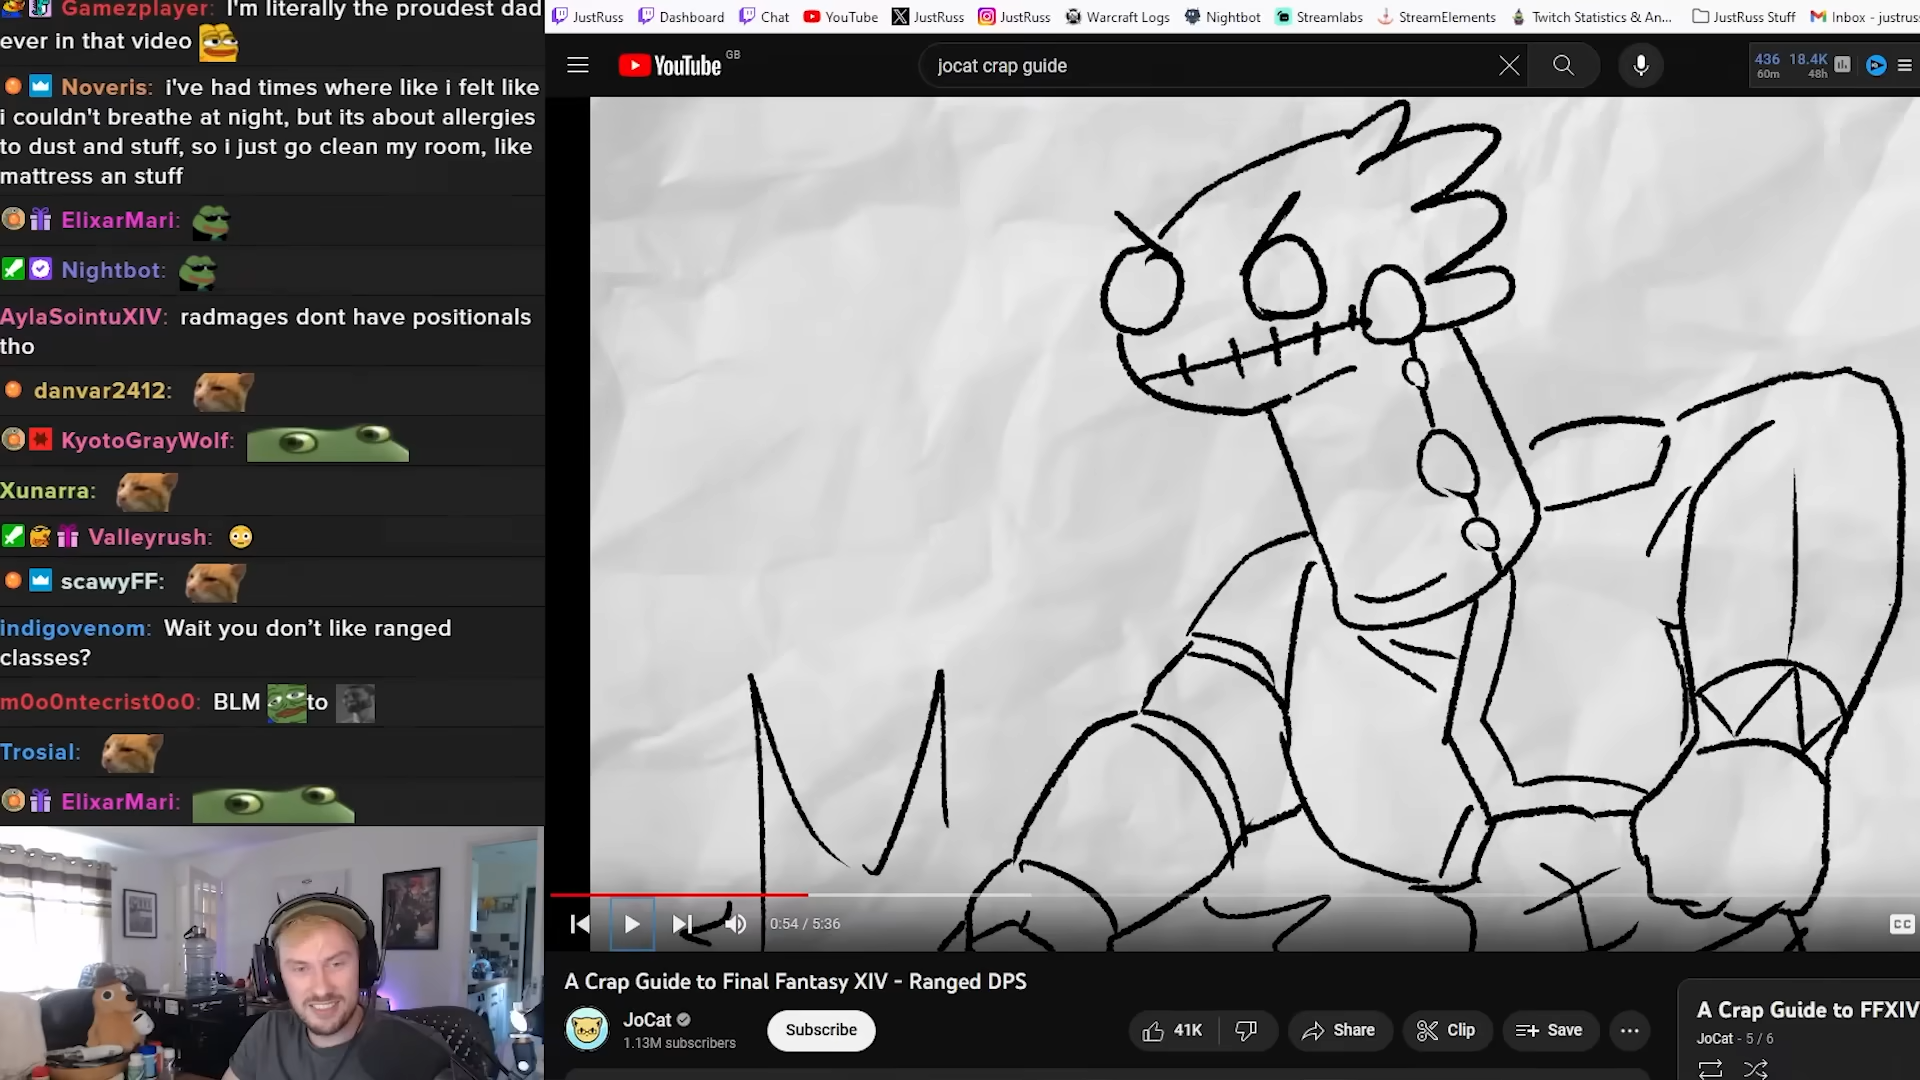 Gamezplayer: I'm literally the proudest dad
ever in that video
Noveris: i've had times where like i felt like
i couldn't breathe at night, but its about allergies
to dust and stuff, so i just go clean my room, like
mattress an stuff
ElixarMari:
Nightbot:
AylaSointuXIV: radmages dont have positionals
tho
danvar2412:
KyotoGrayWolf:
Xunarra:
Valleyrush:
scawyFF:
indigovenom: Wait you don’t like ranged
classes?
m0o0ntecrist0o0: BLM to
Trosial:
ElixarMari:
JustRuss Dashboard Chat YouTube JustRuss JustRuss Warcraft Logs Nightbot Streamlabs StreamElements Twitch Statistics & An... JustRuss Stuff Inbox - justrus
YouTube GB
jocat crap guide
436 18.4K
60m 48h
0:54 / 5:36
CC
A Crap Guide to Final Fantasy XIV - Ranged DPS
JoCat
1.13M subscribers
Subscribe
41K
Share
Clip
Save
A Crap Guide to FFXIV
JoCat - 5 / 6